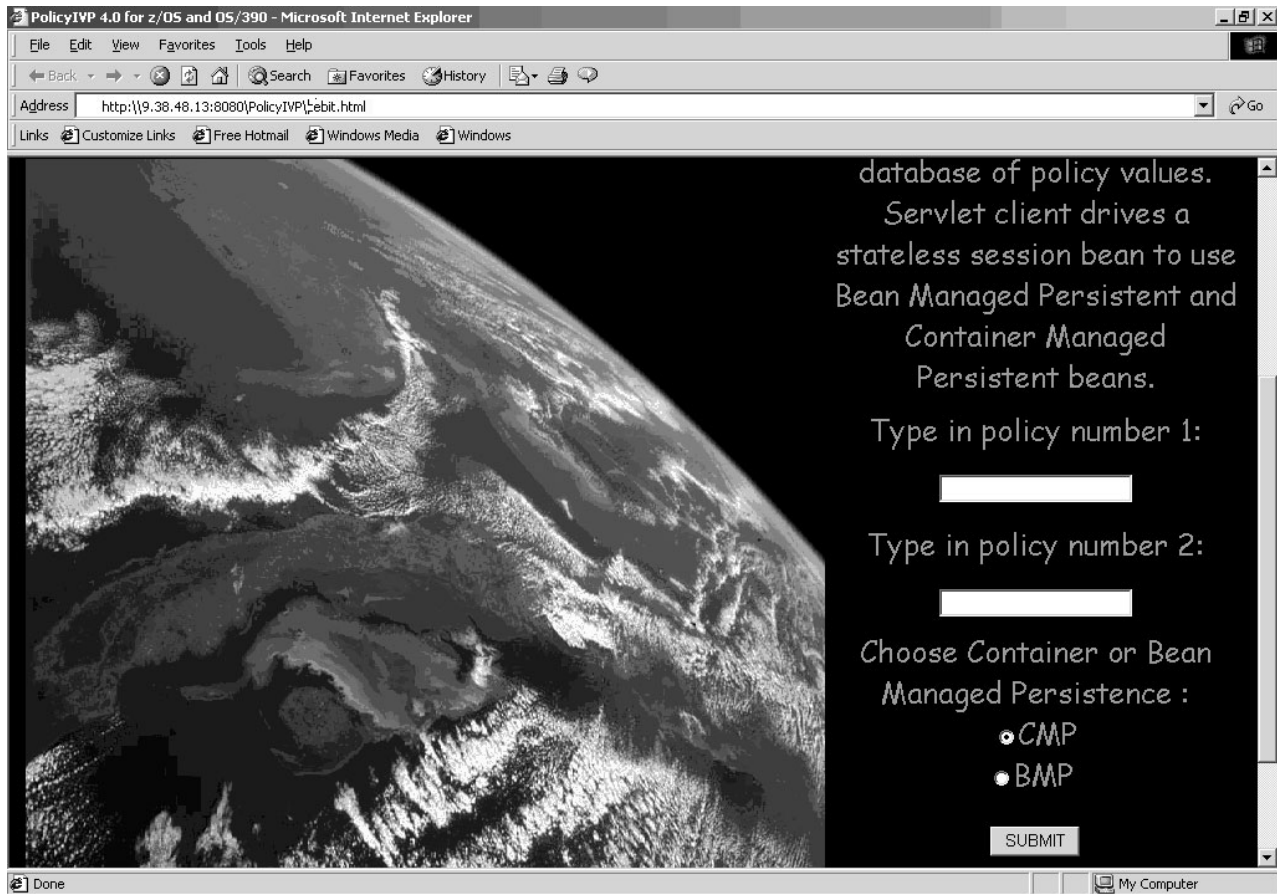 PolicyIVP 4.0 for z/OS and OS/390 - Microsoft Internet Explorer
File Edit View Favorites Tools Help
Back Search Favorites History
Address http:\\9.38.48.13:8080\PolicyIVP\cebit.html Go
Links Customize Links Free Hotmail Windows Media Windows
database of policy values.
Servlet client drives a
stateless session bean to use
Bean Managed Persistent and
Container Managed
Persistent beans.
Type in policy number 1:
Type in policy number 2:
Choose Container or Bean
Managed Persistence :
CMP
BMP
SUBMIT
Done My Computer